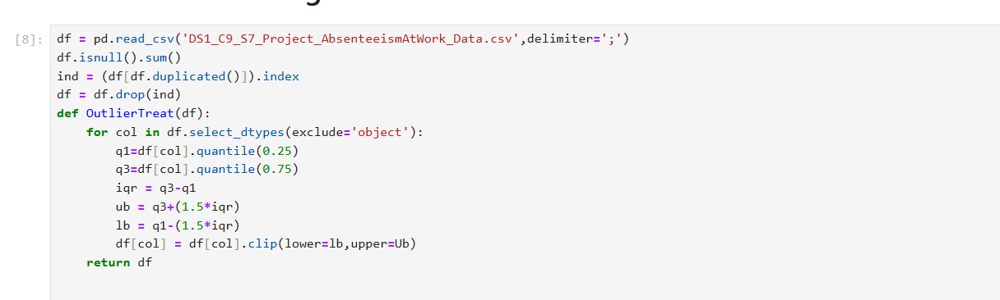 [8]:
df = pd.read_csv('DS1_C9_S7_Project_AbsenteeismAtWork_Data.csv',delimiter=';')
df.isnull().sum()
ind = (df[df.duplicated()]).index
df = df.drop(ind)
def OutlierTreat(df):
    for col in df.select_dtypes(exclude='object'):
        q1=df[col].quantile(0.25)
        q3=df[col].quantile(0.75)
        iqr = q3-q1
        ub = q3+(1.5*iqr)
        lb = q1-(1.5*iqr)
        df[col] = df[col].clip(lower=lb,upper=Ub)
    return df